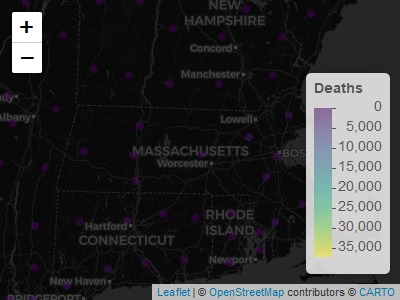 +
−
NEW
HAMPSHIRE
Concord
Manchester
Albany
Lowell
MASSACHUSETTS
Worcester
BOS
Hartford
CONNECTICUT
RHODE
ISLAND
Newport
New Haven
BRIDGEPORT
Deaths
0
5,000
10,000
15,000
20,000
25,000
30,000
35,000
Leaflet | © OpenStreetMap contributors © CARTO